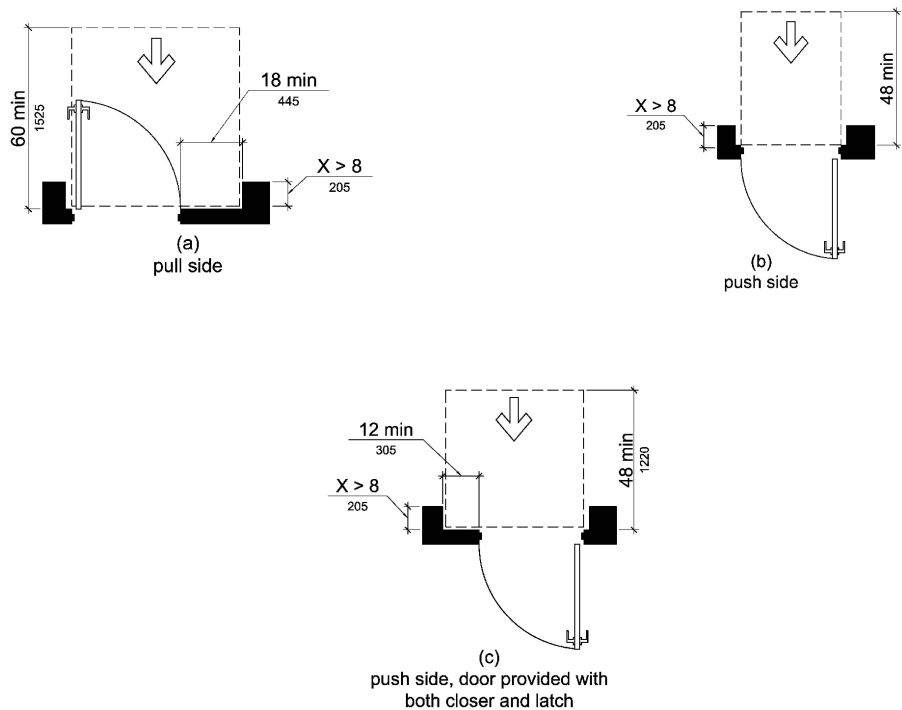 60 min
1525
18 min
445
X > 8
205
(a)
pull side
X > 8
205
48 min
(b)
push side
12 min
305
X > 8
205
48 min
1220
(c)
push side, door provided with
both closer and latch